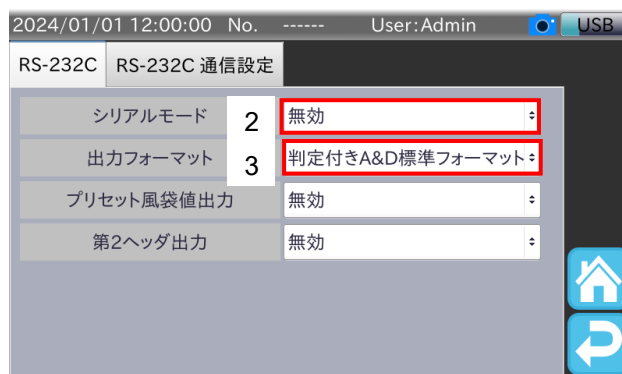 2024/01/01 12:00:00 No. ------ User:Admin USB
RS-232C RS-232C 通信設定
シリアルモード 2 無効
出力フォーマット 3 判定付きA&D標準フォーマット
プリセット風袋値出力 無効
第2ヘッダ出力 無効